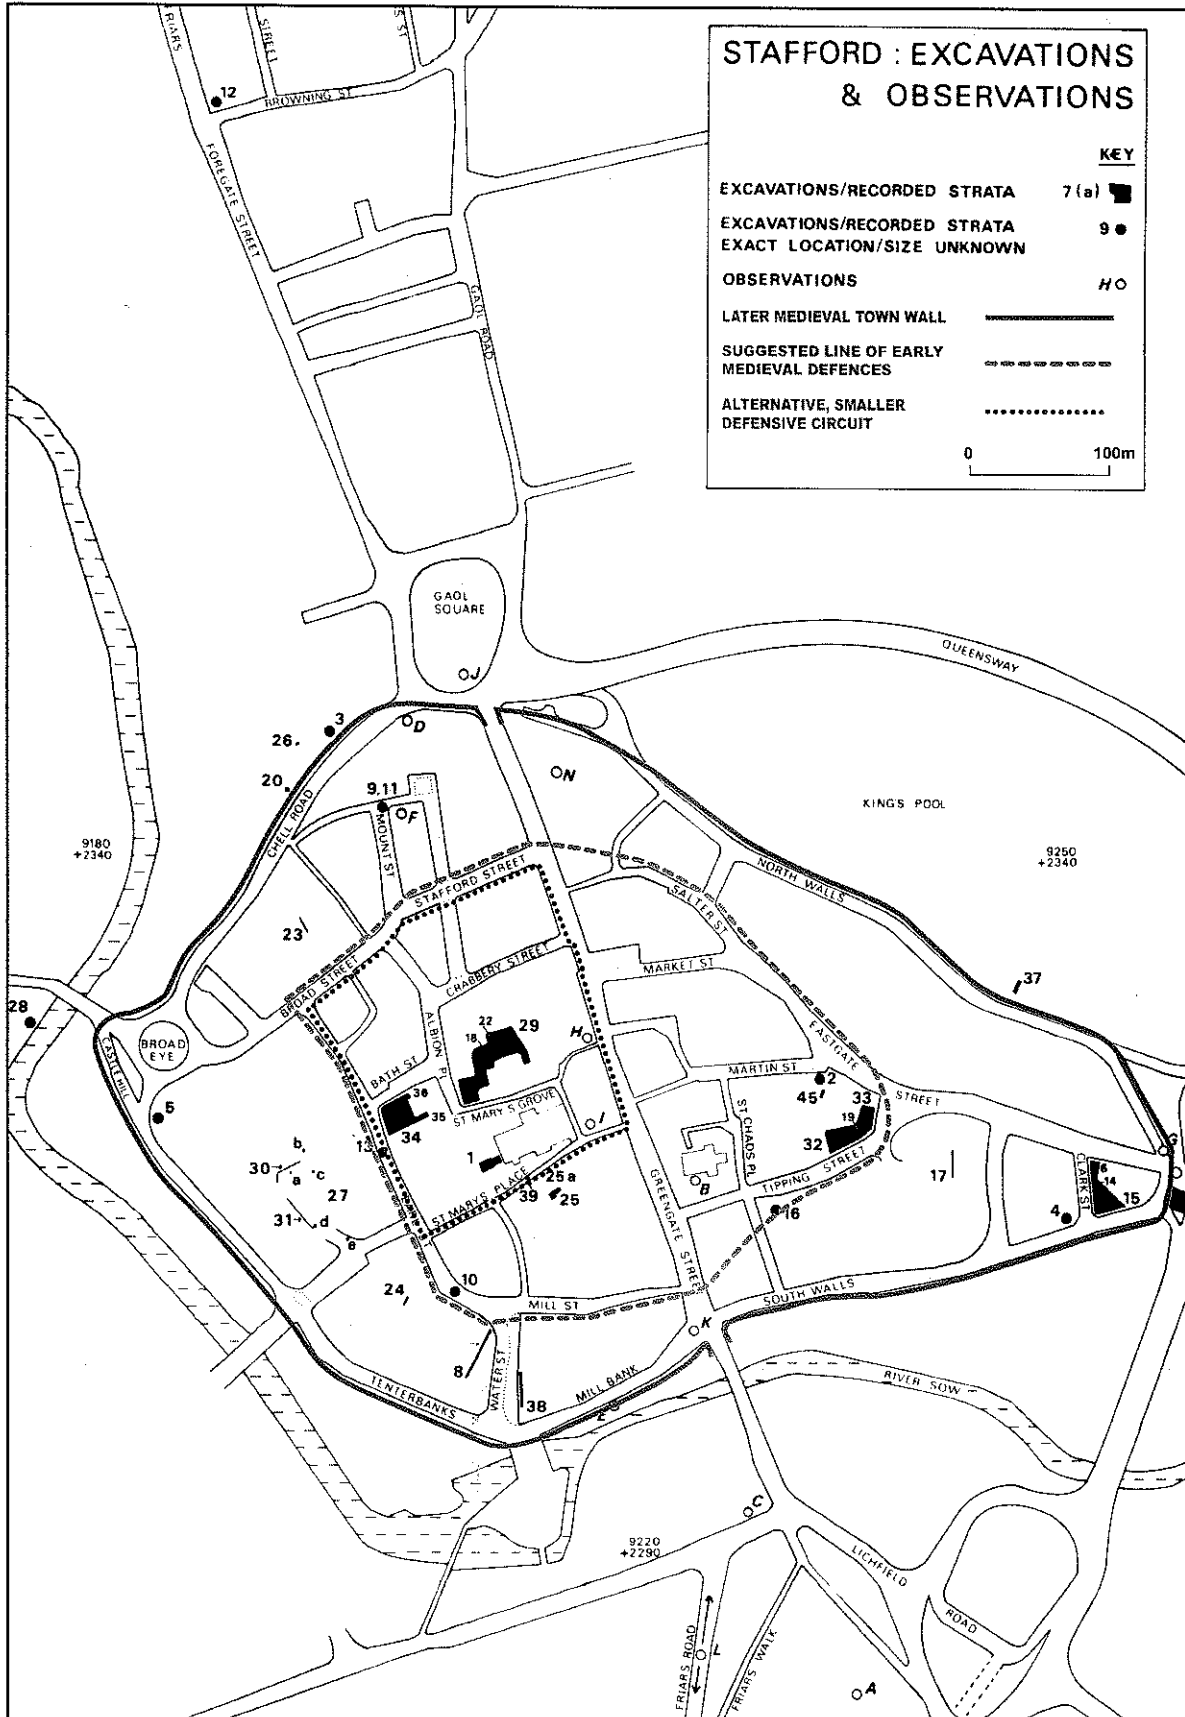 STAFFORD : EXCAVATIONS
& OBSERVATIONS
KEY
EXCAVATIONS/RECORDED STRATA 7(a)
EXCAVATIONS/RECORDED STRATA 9
EXACT LOCATION/SIZE UNKNOWN
OBSERVATIONS H
LATER MEDIEVAL TOWN WALL
SUGGESTED LINE OF EARLY
MEDIEVAL DEFENCES
ALTERNATIVE, SMALLER
DEFENSIVE CIRCUIT
0 100m
FRIARS
STREET
S ST
12
BROWNING ST
FOREGATE STREET
GAOL ROAD
GAOL
SQUARE
J
QUEENSWAY
3
D
26
20
CHELL ROAD
N
9,11
F
MOUNT ST
KING'S POOL
9180
+2340
9250
+2340
NORTH WALLS
STAFFORD STREET
SALTER ST
23
BROAD STREET
CRABBERY STREET
MARKET ST
37
28
BROAD
EYE
CASTLE HILL
ALBION PL
22
29
18
H
EASTGATE STREET
BATH ST
MARTIN ST
2
45
33
19
32
5
36
35
34
ST MARY S GROVE
I
ST CHADS PL
13
b
30
a
c
27
1
ST MARYS PLACE
25a
39
25
B
TIPPING STREET
17
CLARK ST
6
14
15
G
4
31
d
e
16
GREENGATE STREET
10
24
MILL ST
SOUTH WALLS
K
8
WATER ST
38
MILL BANK
E
TENTERBANKS
RIVER SOW
C
9220
+2290
LICHFIELD
ROAD
FRIARS ROAD
L
FRIARS WALK
A